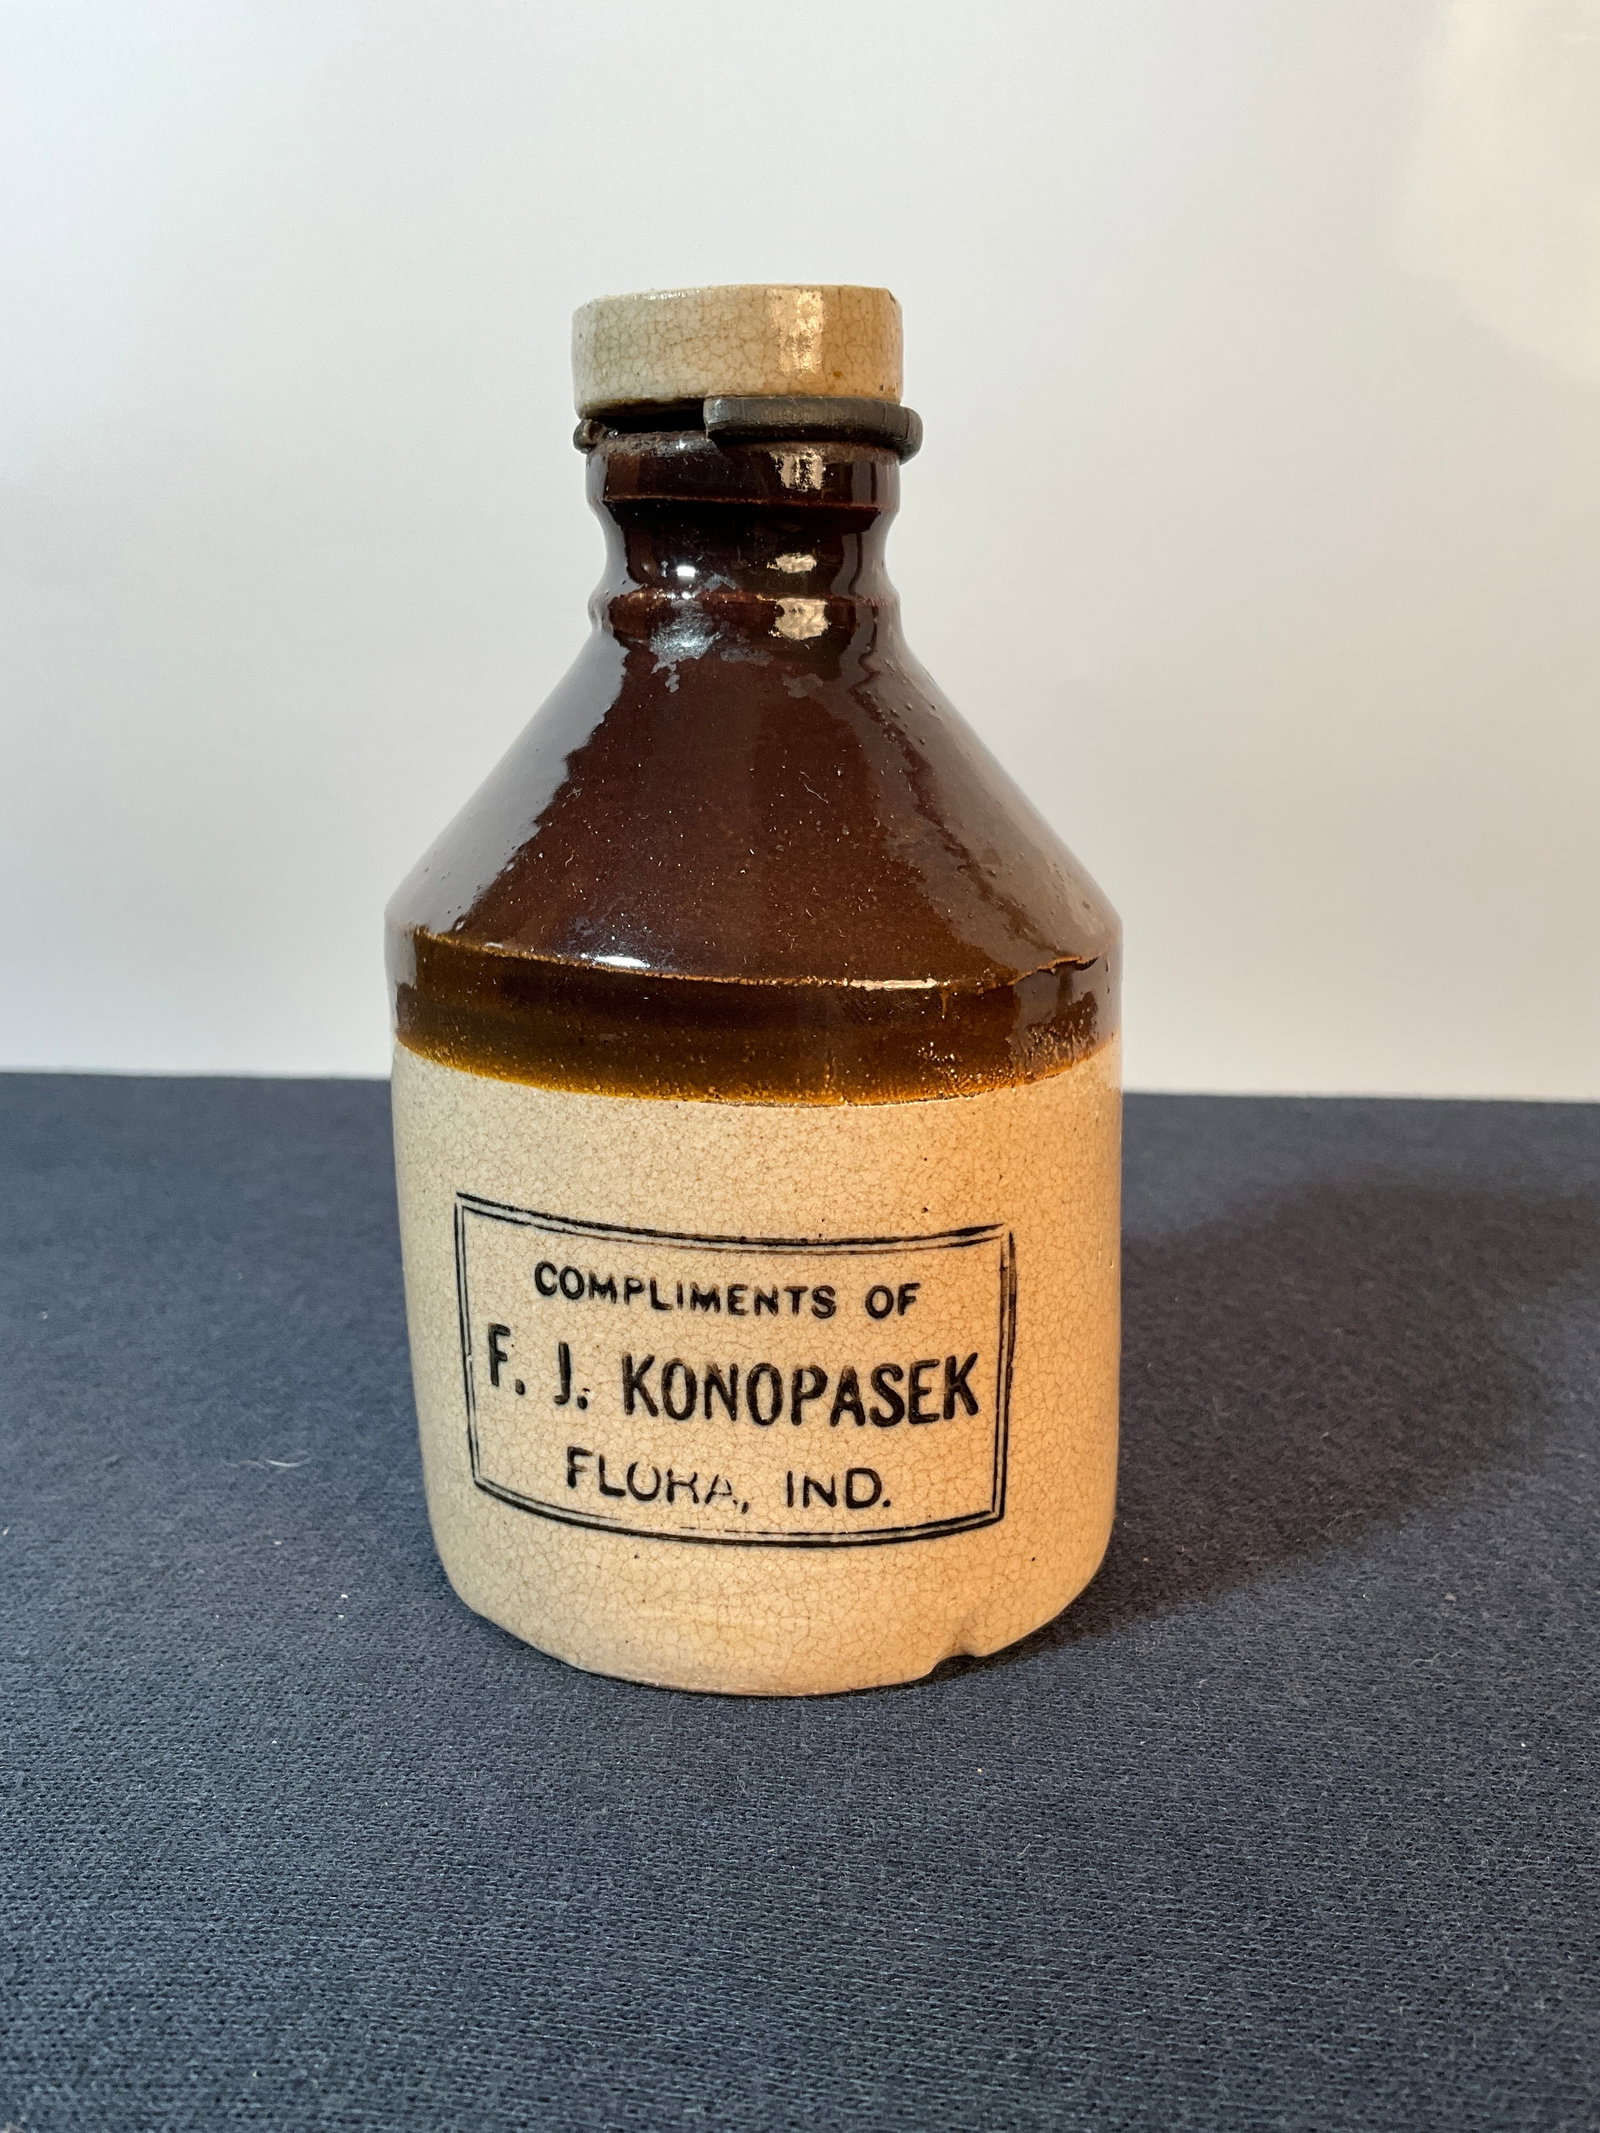 COMPLIMENTS OF
F. J. KONOPASEK
FLORA, IND.